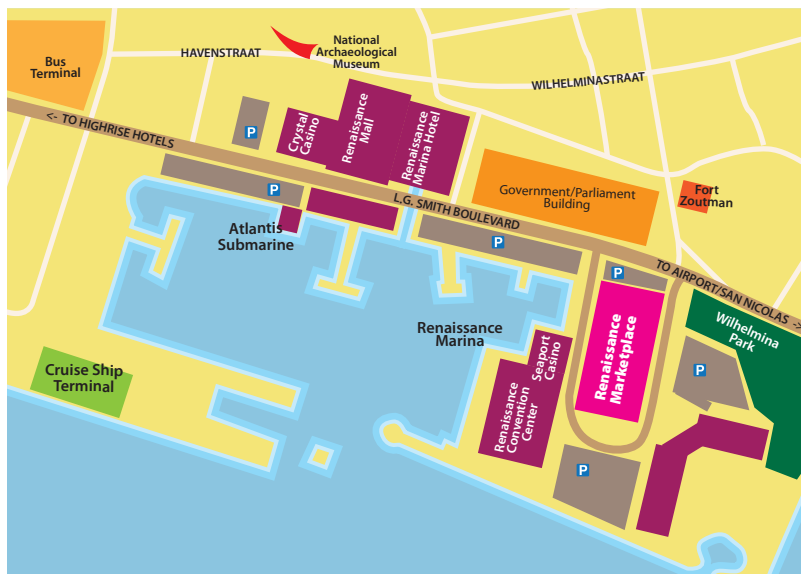 National
Archaeological
Museum
HAVENSTRAAT
Bus
Terminal
WILHELMINASTRAAT
<- TO HIGHRISE HOTELS
P
Crystal
Casino
Renaissance
Mall
Renaissance
Marina Hotel
Government/Parliament
Building
Fort
Zoutman
P
L.G. SMITH BOULEVARD
Atlantis
Submarine
P
P
TO AIRPORT/SAN NICOLAS ->
Renaissance
Marina
Seaport
Casino
Renaissance
Marketplace
Wilhelmina
Park
Cruise Ship
Terminal
P
Renaissance
Convention
Center
P